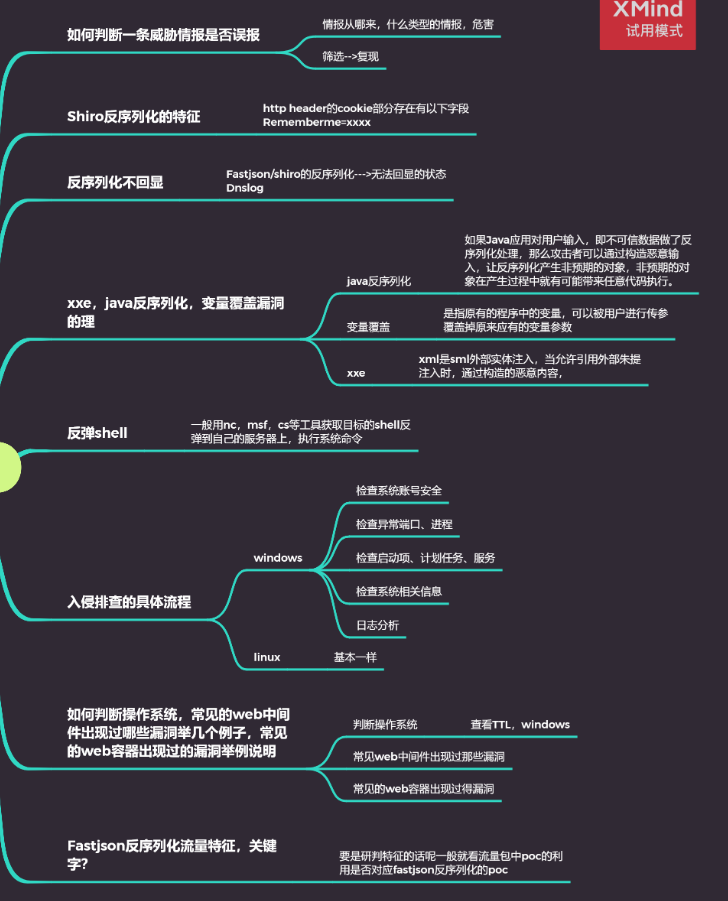 XMind
试用模式
如何判断一条威胁情报是否误报
情报从哪来，什么类型的情报，危害
筛选-->复现
Shiro反序列化的特征
http header的cookie部分存在有以下字段
Rememberme=xxxx
反序列化不回显
Fastjson/shiro的反序列化--->无法回显的状态
Dnslog
xxe，java反序列化，变量覆盖漏洞
的理
java反序列化
如果Java应用对用户输入，即不可信数据做了反
序列化处理，那么攻击者可以通过构造恶意输
入，让反序列化产生非预期的对象，非预期的对
象在产生过程中就有可能带来任意代码执行。
变量覆盖
是指原有的程序中的变量，可以被用户进行传参
覆盖掉原来应有的变量参数
xxe
xml是sml外部实体注入，当允许引用外部朱提
注入时，通过构造的恶意内容，
反弹shell
一般用nc，msf，cs等工具获取目标的shell反
弹到自己的服务器上，执行系统命令
入侵排查的具体流程
windows
检查系统账号安全
检查异常端口、进程
检查启动项、计划任务、服务
检查系统相关信息
日志分析
linux
基本一样
如何判断操作系统，常见的web中间
件出现过哪些漏洞举几个例子，常见
的web容器出现过的漏洞举例说明
判断操作系统
查看TTL，windows
常见web中间件出现过那些漏洞
常见的web容器出现过得漏洞
Fastjson反序列化流量特征，关键
字？
要是研判特征的话呢一般就看流量包中poc的利
用是否对应fastjson反序列化的poc